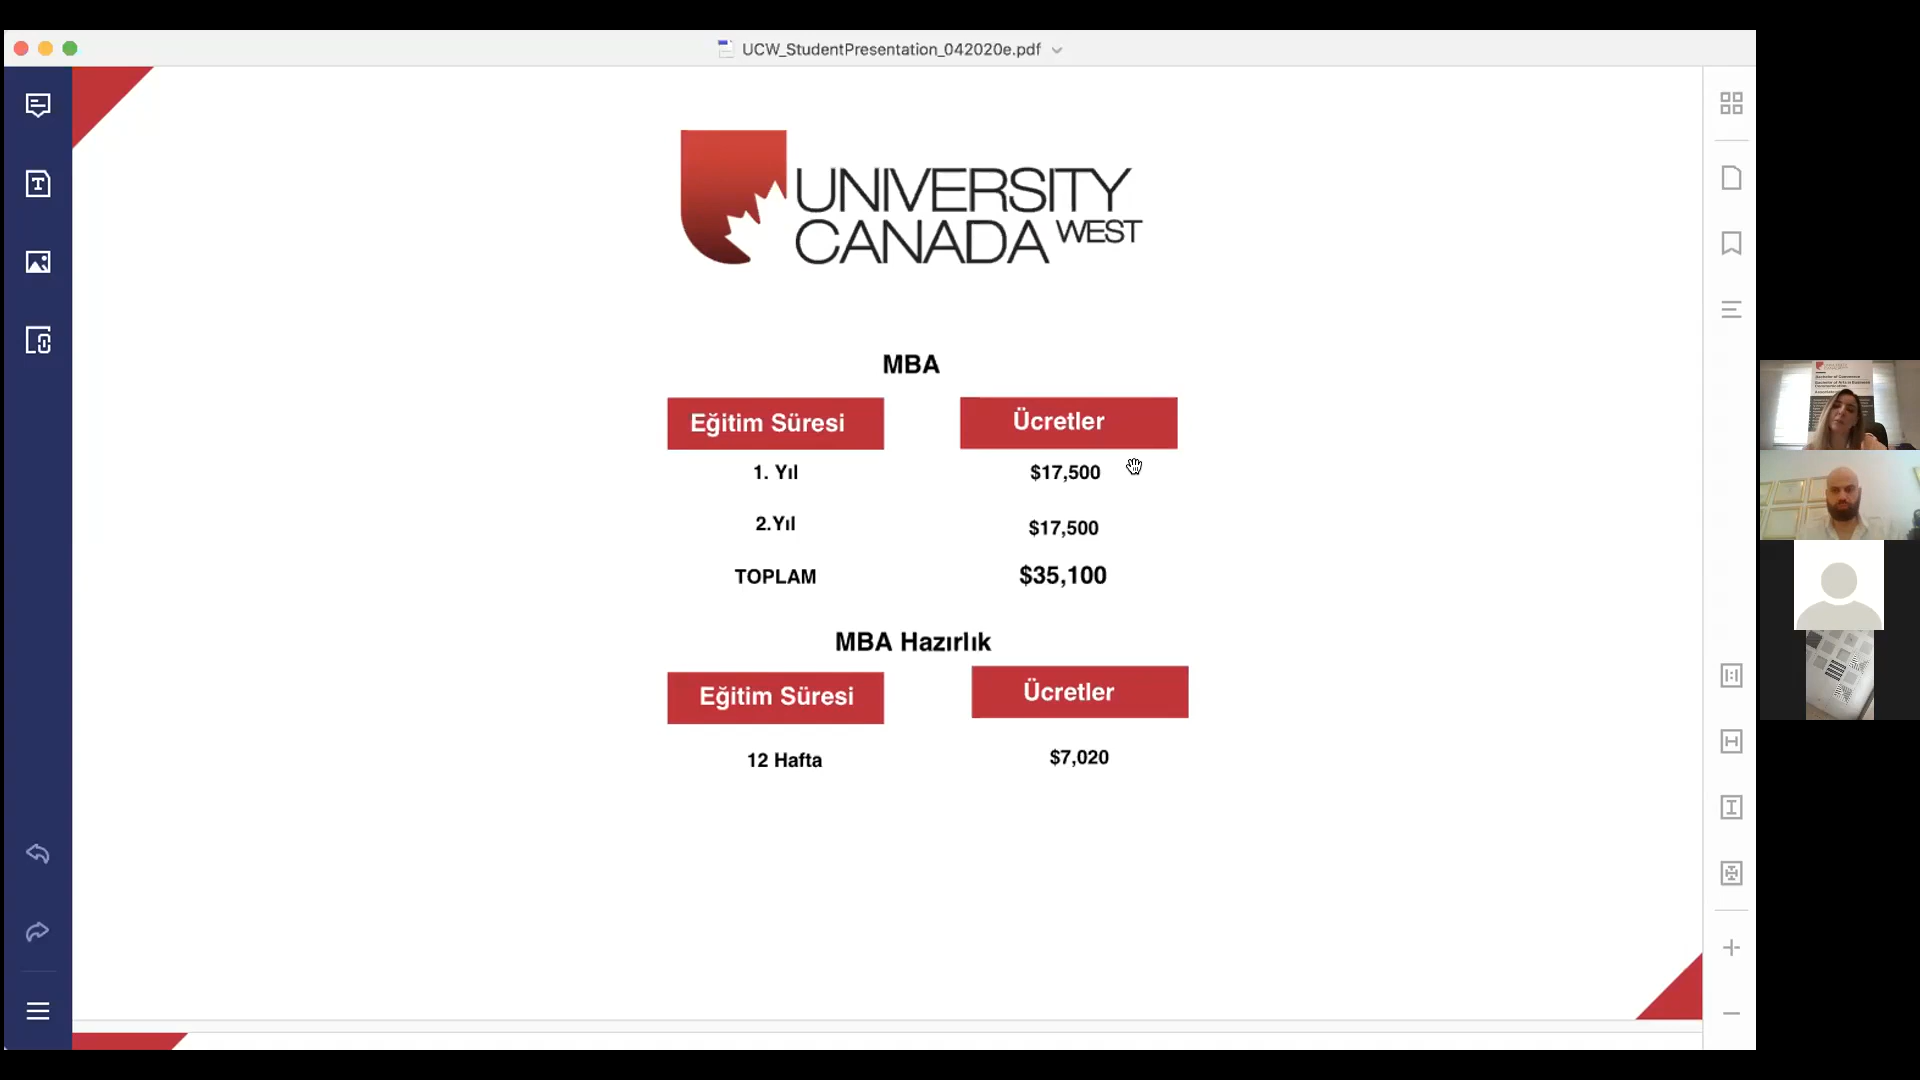 UCW_StudentPresentation_042020e.pdf
UNIVERSITY
CANADA WEST
MBA
Eğitim Süresi
Ücretler
1. Yıl
$17,500
2.Yıl
$17,500
TOPLAM
$35,100
MBA Hazırlık
Eğitim Süresi
Ücretler
12 Hafta
$7,020